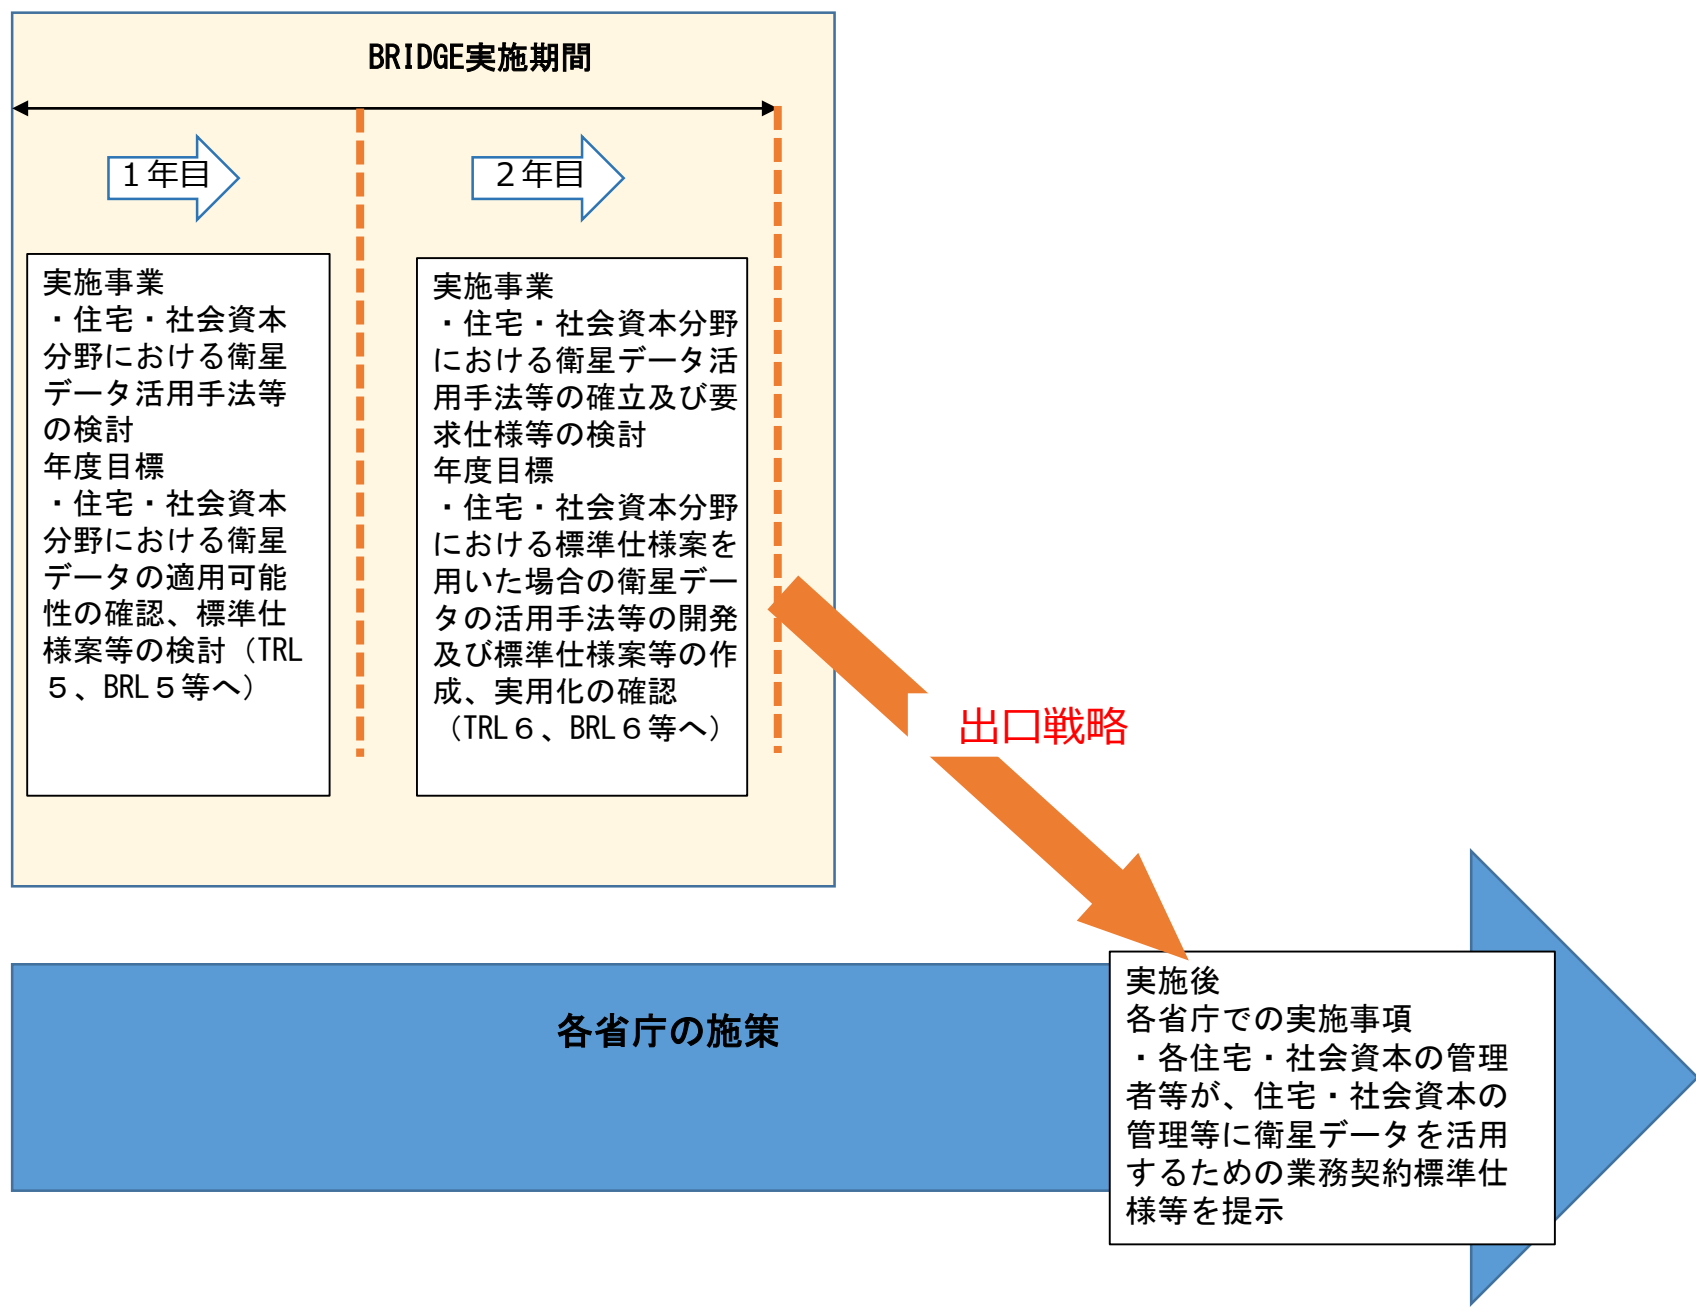 BRIDGE実施期間
１年目
２年目
実施事業
・住宅・社会資本
分野における衛星
データ活用手法等
の検討
年度目標
・住宅・社会資本
分野における衛星
データの適用可能
性の確認、標準仕
様案等の検討（TRL
５、BRL５等へ）
実施事業
・住宅・社会資本分野
における衛星データ活
用手法等の確立及び要
求仕様等の検討
年度目標
・住宅・社会資本分野
における標準仕様案を
用いた場合の衛星デー
タの活用手法等の開発
及び標準仕様案等の作
成、実用化の確認
（TRL６、BRL６等へ）
出口戦略
各省庁の施策
実施後
各省庁での実施事項
・各住宅・社会資本の管理
者等が、住宅・社会資本の
管理等に衛星データを活用
するための業務契約標準仕
様等を提示